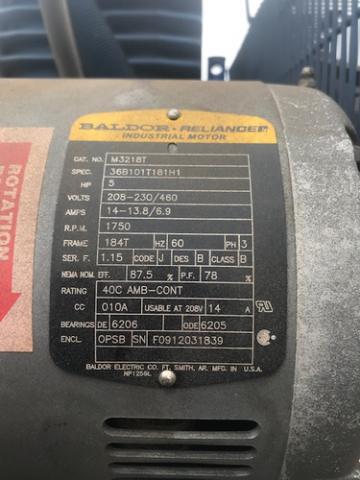 BALDOR · RELIANCER
INDUSTRIAL MOTOR
CAT. NO. M3218T
SPEC. 36B101T181H1
HP 5
VOLTS 208-230/460
AMPS 14-13.8/6.9
R.P.M. 1750
FRAME 184T HZ 60 PH 3
SER. F. 1.15 CODE J DES B CLASS B
NEMA NOM. EFF. 87.5 % P.F. 78 %
RATING 40C AMB-CONT
CC 010A USABLE AT 208V 14 A
BEARINGS DE 6206 ODE 6205
ENCL. OPSB SN F0912031839
BALDOR ELECTRIC CO. FT. SMITH, AR. MFG. IN U.S.A.
NP1256L
ROTATION